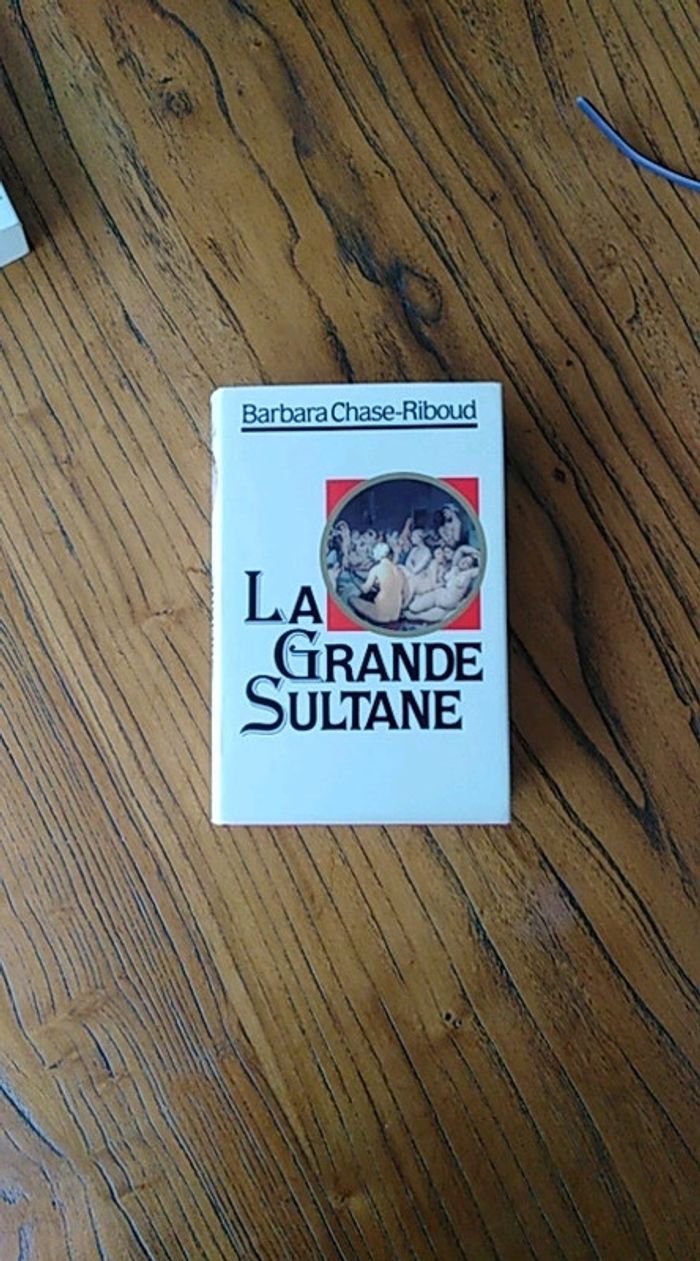 Barbara Chase-Riboud
LA
GRANDE
SULTANE